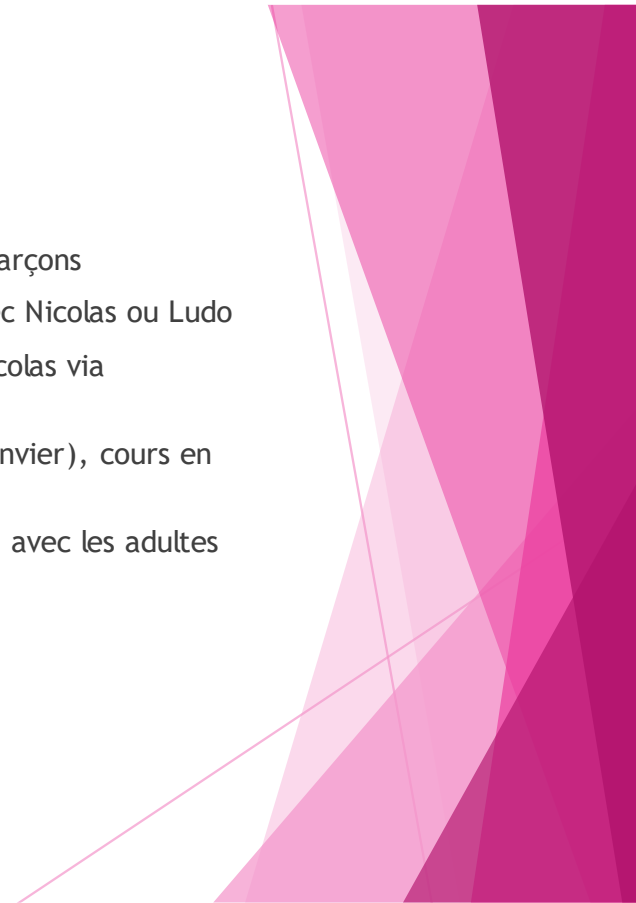 arçons
c Nicolas ou Ludo
colas via
nvier), cours en
avec les adultes